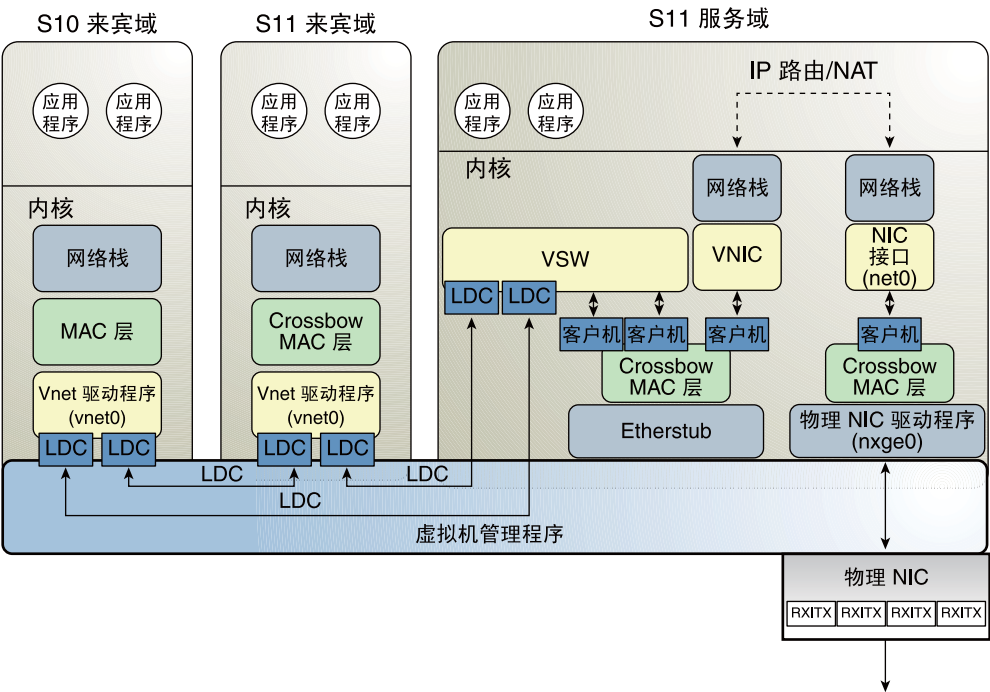 S10 来宾域
S11 来宾域
S11 服务域
应用
程序
应用
程序
内核
网络栈
MAC 层
Vnet 驱动程序
(vnet0)
LDC
LDC
应用
程序
应用
程序
内核
网络栈
Crossbow
MAC 层
Vnet 驱动程序
(vnet0)
LDC
LDC
应用
程序
应用
程序
IP 路由/NAT
内核
网络栈
网络栈
VSW
VNIC
NIC
接口
(net0)
LDC
LDC
客户机
客户机
客户机
客户机
Crossbow
MAC 层
Crossbow
MAC 层
Etherstub
物理 NIC 驱动程序
(nxge0)
LDC
LDC
LDC
虚拟机管理程序
物理 NIC
RXITX
RXITX
RXITX
RXITX